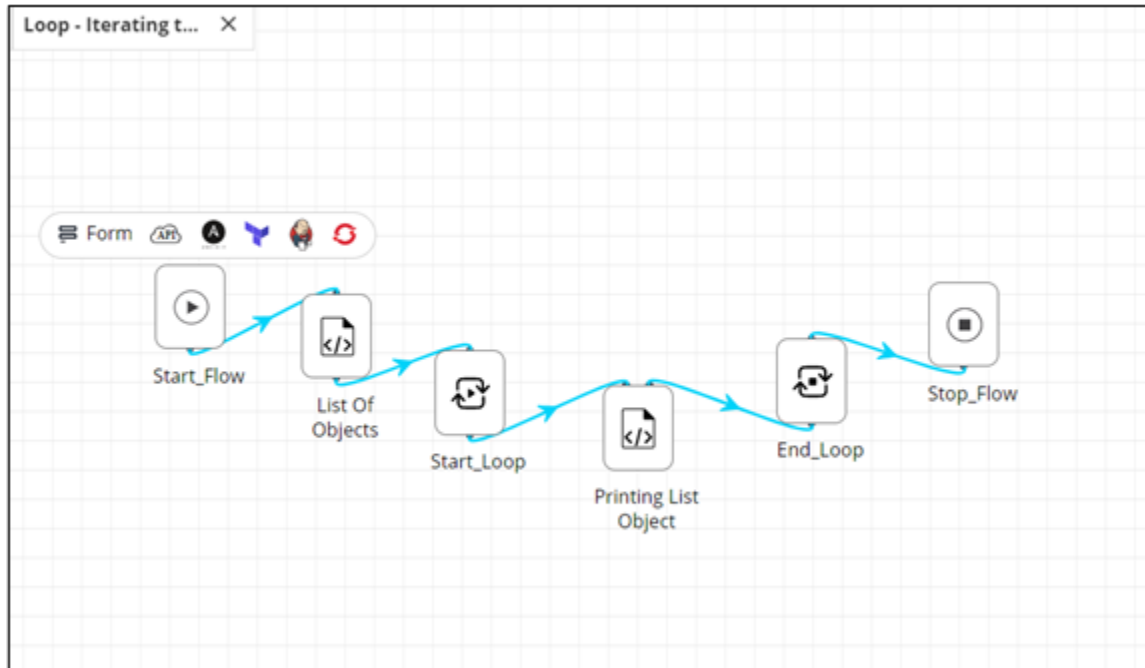 Loop - Iterating t...
Form
API
A
Start_Flow
List Of
Objects
Start_Loop
Printing List
Object
End_Loop
Stop_Flow